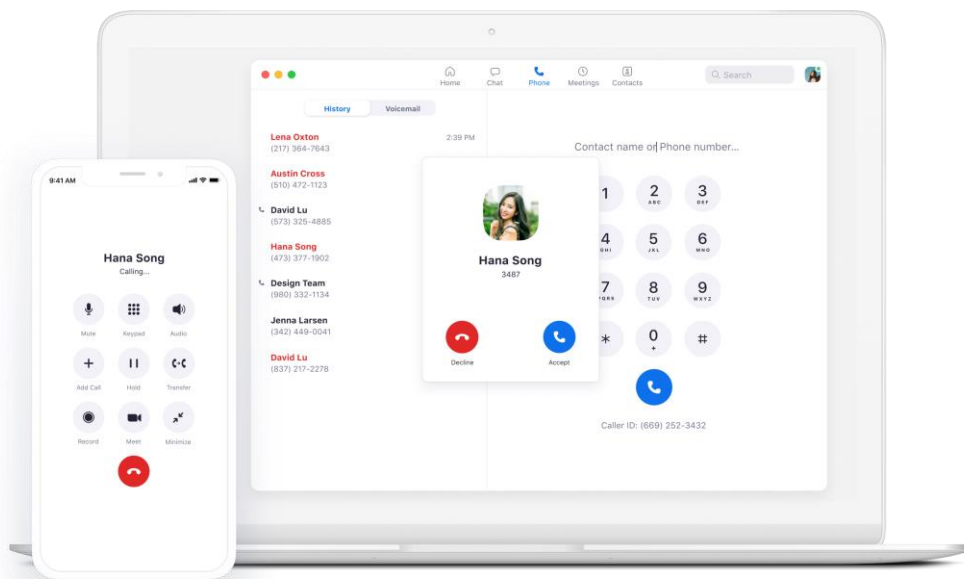 9:41 AM
Hana Song
Calling...
Mute Keypad Audio
Add Call Hold Transfer
Record Meet Minimize
Home Chat Phone Meetings Contacts
Search
History Voicemail
Lena Oxton 2:39 PM
(217) 364-7643
Austin Cross
(510) 472-1123
David Lu
(573) 325-4885
Hana Song
(473) 377-1902
Design Team
(980) 332-1134
Jenna Larsen
(342) 449-0041
David Lu
(837) 217-2278
Hana Song
3487
Decline Accept
Contact name or Phone number...
1 2 3
ABC DEF
4 5 6
GHI JKL MNO
7 8 9
PQRS TUV WXYZ
* 0 #
+
Caller ID: (669) 252-3432